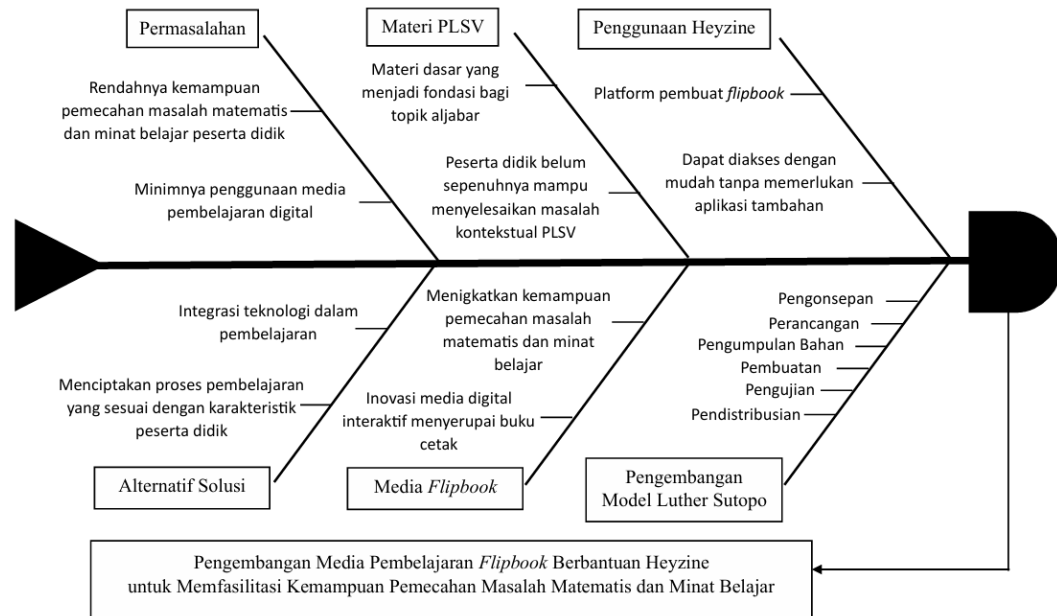 Permasalahan
Rendahnya kemampuan
pemecahan masalah matematis
dan minat belajar peserta didik
Minimnya penggunaan media
pembelajaran digital
Materi PLSV
Materi dasar yang
menjadi fondasi bagi
topik aljabar
Peserta didik belum
sepenuhnya mampu
menyelesaikan masalah
kontekstual PLSV
Penggunaan Heyzine
Platform pembuat flipbook
Dapat diakses dengan
mudah tanpa memerlukan
aplikasi tambahan
Integrasi teknologi dalam
pembelajaran
Menciptakan proses pembelajaran
yang sesuai dengan karakteristik
peserta didik
Alternatif Solusi
Menigkatkan kemampuan
pemecahan masalah
matematis dan minat
belajar
Inovasi media digital
interaktif menyerupai buku
cetak
Media Flipbook
Pengonsepan
Perancangan
Pengumpulan Bahan
Pembuatan
Pengujian
Pendistribusian
Pengembangan
Model Luther Sutopo
Pengembangan Media Pembelajaran Flipbook Berbantuan Heyzine
untuk Memfasilitasi Kemampuan Pemecahan Masalah Matematis dan Minat Belajar